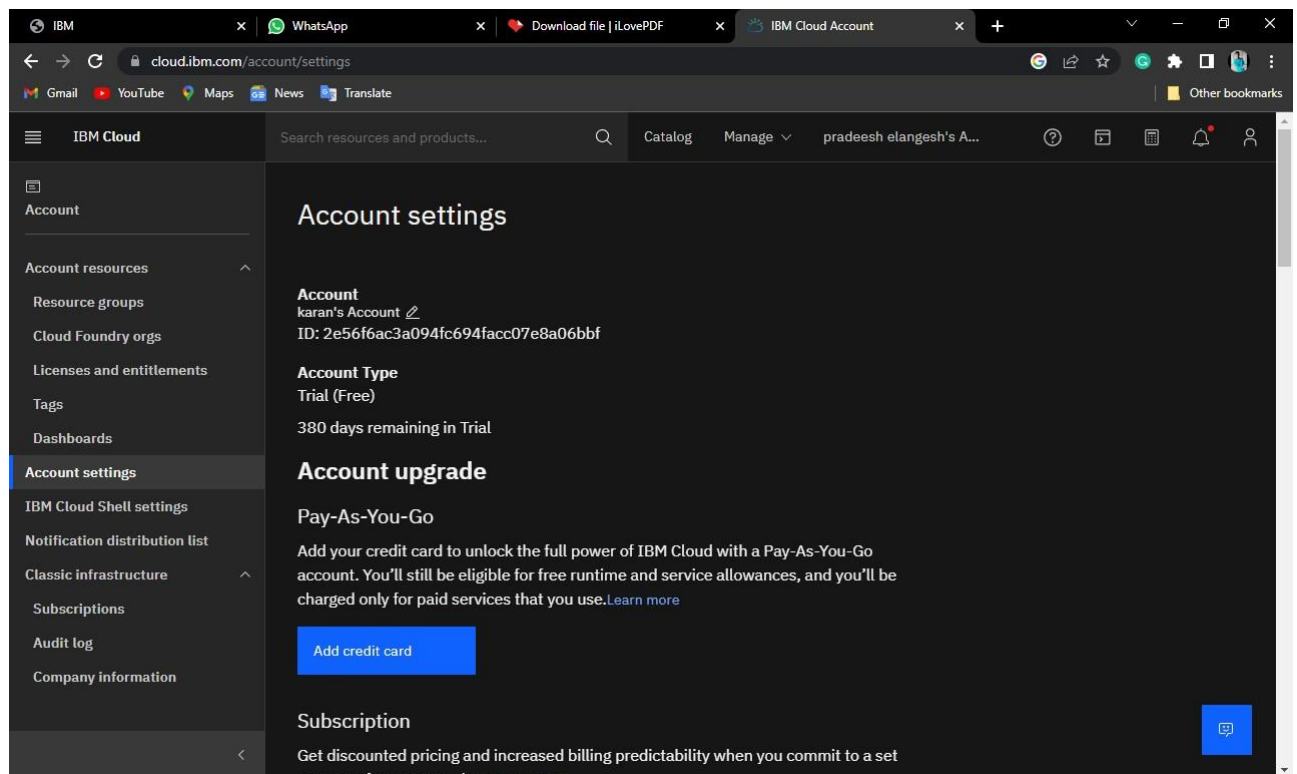 IBM
WhatsApp
Download file | iLovePDF
IBM Cloud Account
cloud.ibm.com/account/settings
Gmail
YouTube
Maps
News
Translate
Other bookmarks
IBM Cloud
Search resources and products...
Catalog
Manage
pradeesh elangesh's A...
Account
Account resources
Resource groups
Cloud Foundry orgs
Licenses and entitlements
Tags
Dashboards
Account settings
IBM Cloud Shell settings
Notification distribution list
Classic infrastructure
Subscriptions
Audit log
Company information
Account settings
Account
karan's Account
ID: 2e56f6ac3a094fc694facc07e8a06bbf
Account Type
Trial (Free)
380 days remaining in Trial
Account upgrade
Pay-As-You-Go
Add your credit card to unlock the full power of IBM Cloud with a Pay-As-You-Go
account. You'll still be eligible for free runtime and service allowances, and you'll be
charged only for paid services that you use.Learn more
Add credit card
Subscription
Get discounted pricing and increased billing predictability when you commit to a set